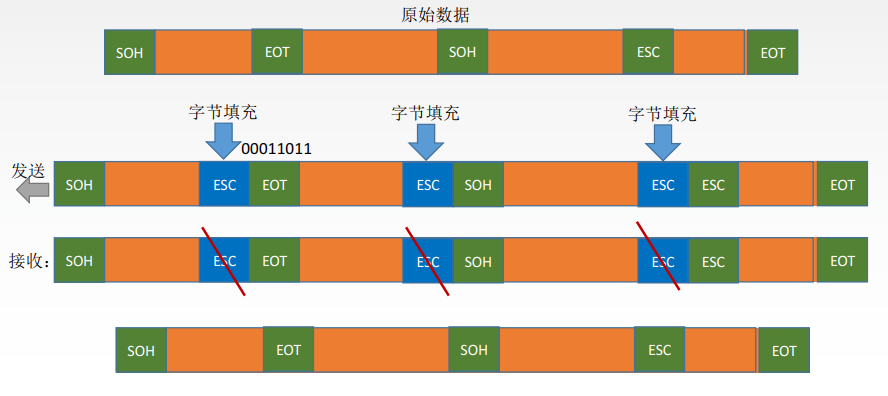 原始数据
SOH EOT SOH ESC EOT
字节填充 字节填充 字节填充
00011011
发送
SOH ESC EOT ESC SOH ESC ESC EOT
接收: SOH ESC EOT ESC SOH ESC ESC EOT
SOH EOT SOH ESC EOT